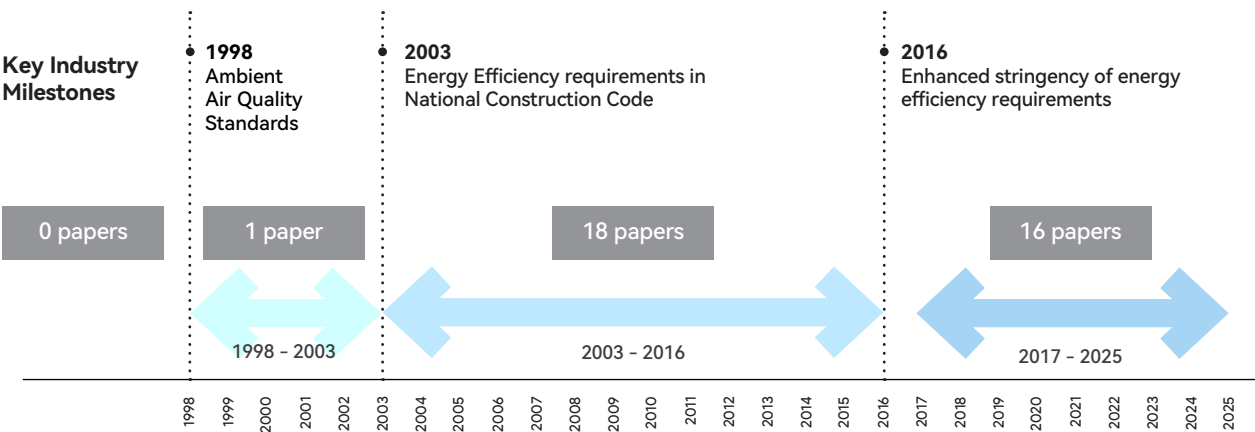 Key Industry
Milestones
1998
Ambient
Air Quality
Standards
2003
Energy Efficiency requirements in
National Construction Code
2016
Enhanced stringency of energy
efficiency requirements
0 papers
1 paper
18 papers
16 papers
1998 - 2003
2003 - 2016
2017 - 2025
1998
1999
2000
2001
2002
2003
2004
2005
2006
2007
2008
2009
2010
2011
2012
2013
2014
2015
2016
2017
2018
2019
2020
2021
2022
2023
2024
2025